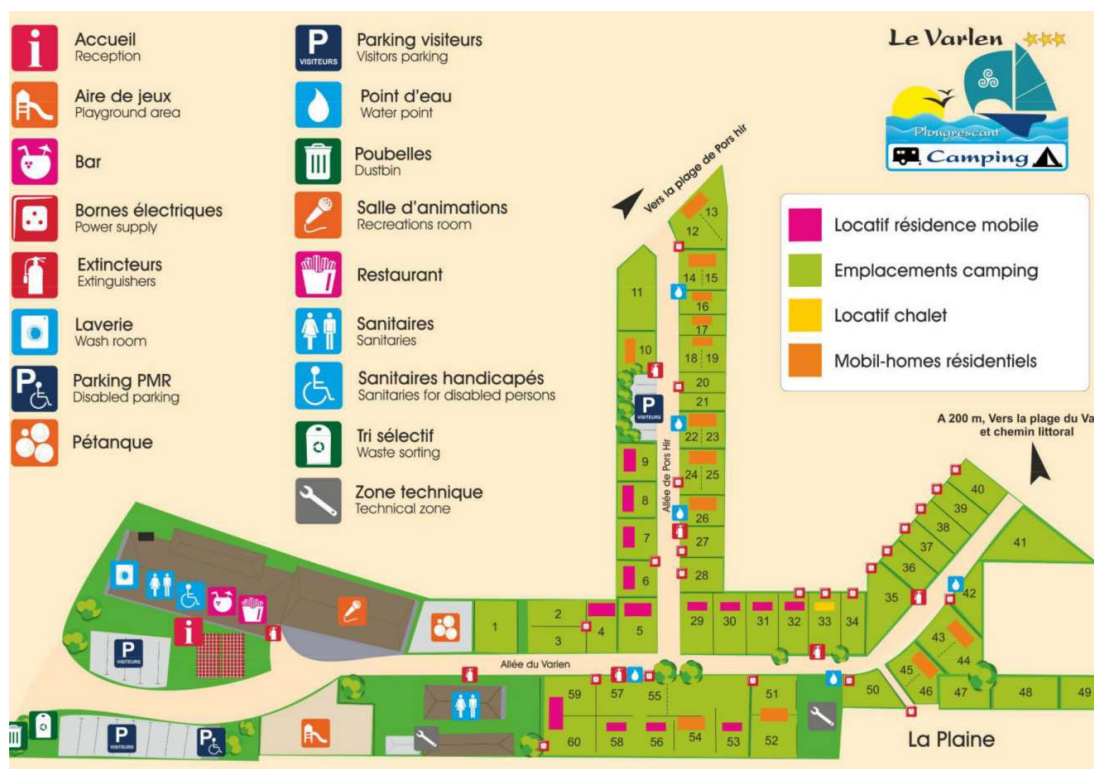 Accueil
Reception
Aire de jeux
Playground area
Bar
Bornes électriques
Power supply
Extincteurs
Extinguishers
Laverie
Wash room
Parking PMR
Disabled parking
Pétanque
Parking visiteurs
Visitors parking
Point d'eau
Water point
Poubelles
Dustbin
Salle d'animations
Recreations room
Restaurant
Sanitaires
Sanitaries
Sanitaires handicapés
Sanitaries for disabled persons
Tri sélectif
Waste sorting
Zone technique
Technical zone
P
VISITEURS
P
i
Le Varlen
Plougrescant
Camping
Locatif résidence mobile
Emplacements camping
Locatif chalet
Mobil-homes résidentiels
Vers la plage de Pors hir
A 200 m, Vers la plage du Va
et chemin littoral
13
12
14 15
16
17
18 19
20
21
22 23
24 25
26
27
28
11
10
P
VISITEURS
9
8
7
6
Allée de Pors Hir
40
39
38
37
36
35
41
42
43
44
45
46
47
48
49
50
1
2
3
4
5
29
30
31
32
33
34
i
P
VISITEURS
Allée du Varlen
59
57
55
51
60
58
56
54
53
52
P
VISITEURS
P
La Plaine